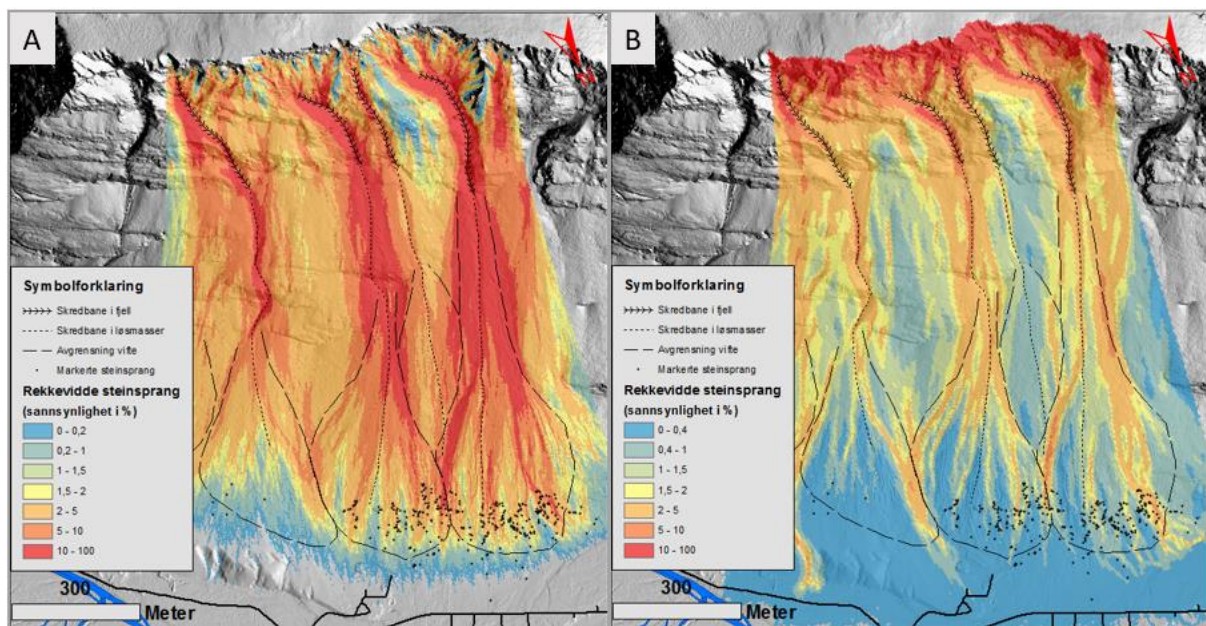 A
Symbolforklaring
Skredbane i fjell
Skredbane i løsmasser
Avgrensning vifte
Markerte steinsprang
Rekkevidde steinsprang
(sannsynlighet i %)
0 - 0,2
0,2 - 1
1 - 1,5
1,5 - 2
2 - 5
5 - 10
10 - 100
300
Meter
B
Symbolforklaring
Skredbane i fjell
Skredbane i løsmasser
Avgrensning vifte
Markerte steinsprang
Rekkevidde steinsprang
(sannsynlighet i %)
0 - 0,4
0,4 - 1
1 - 1,5
1,5 - 2
2 - 5
5 - 10
10 - 100
300
Meter